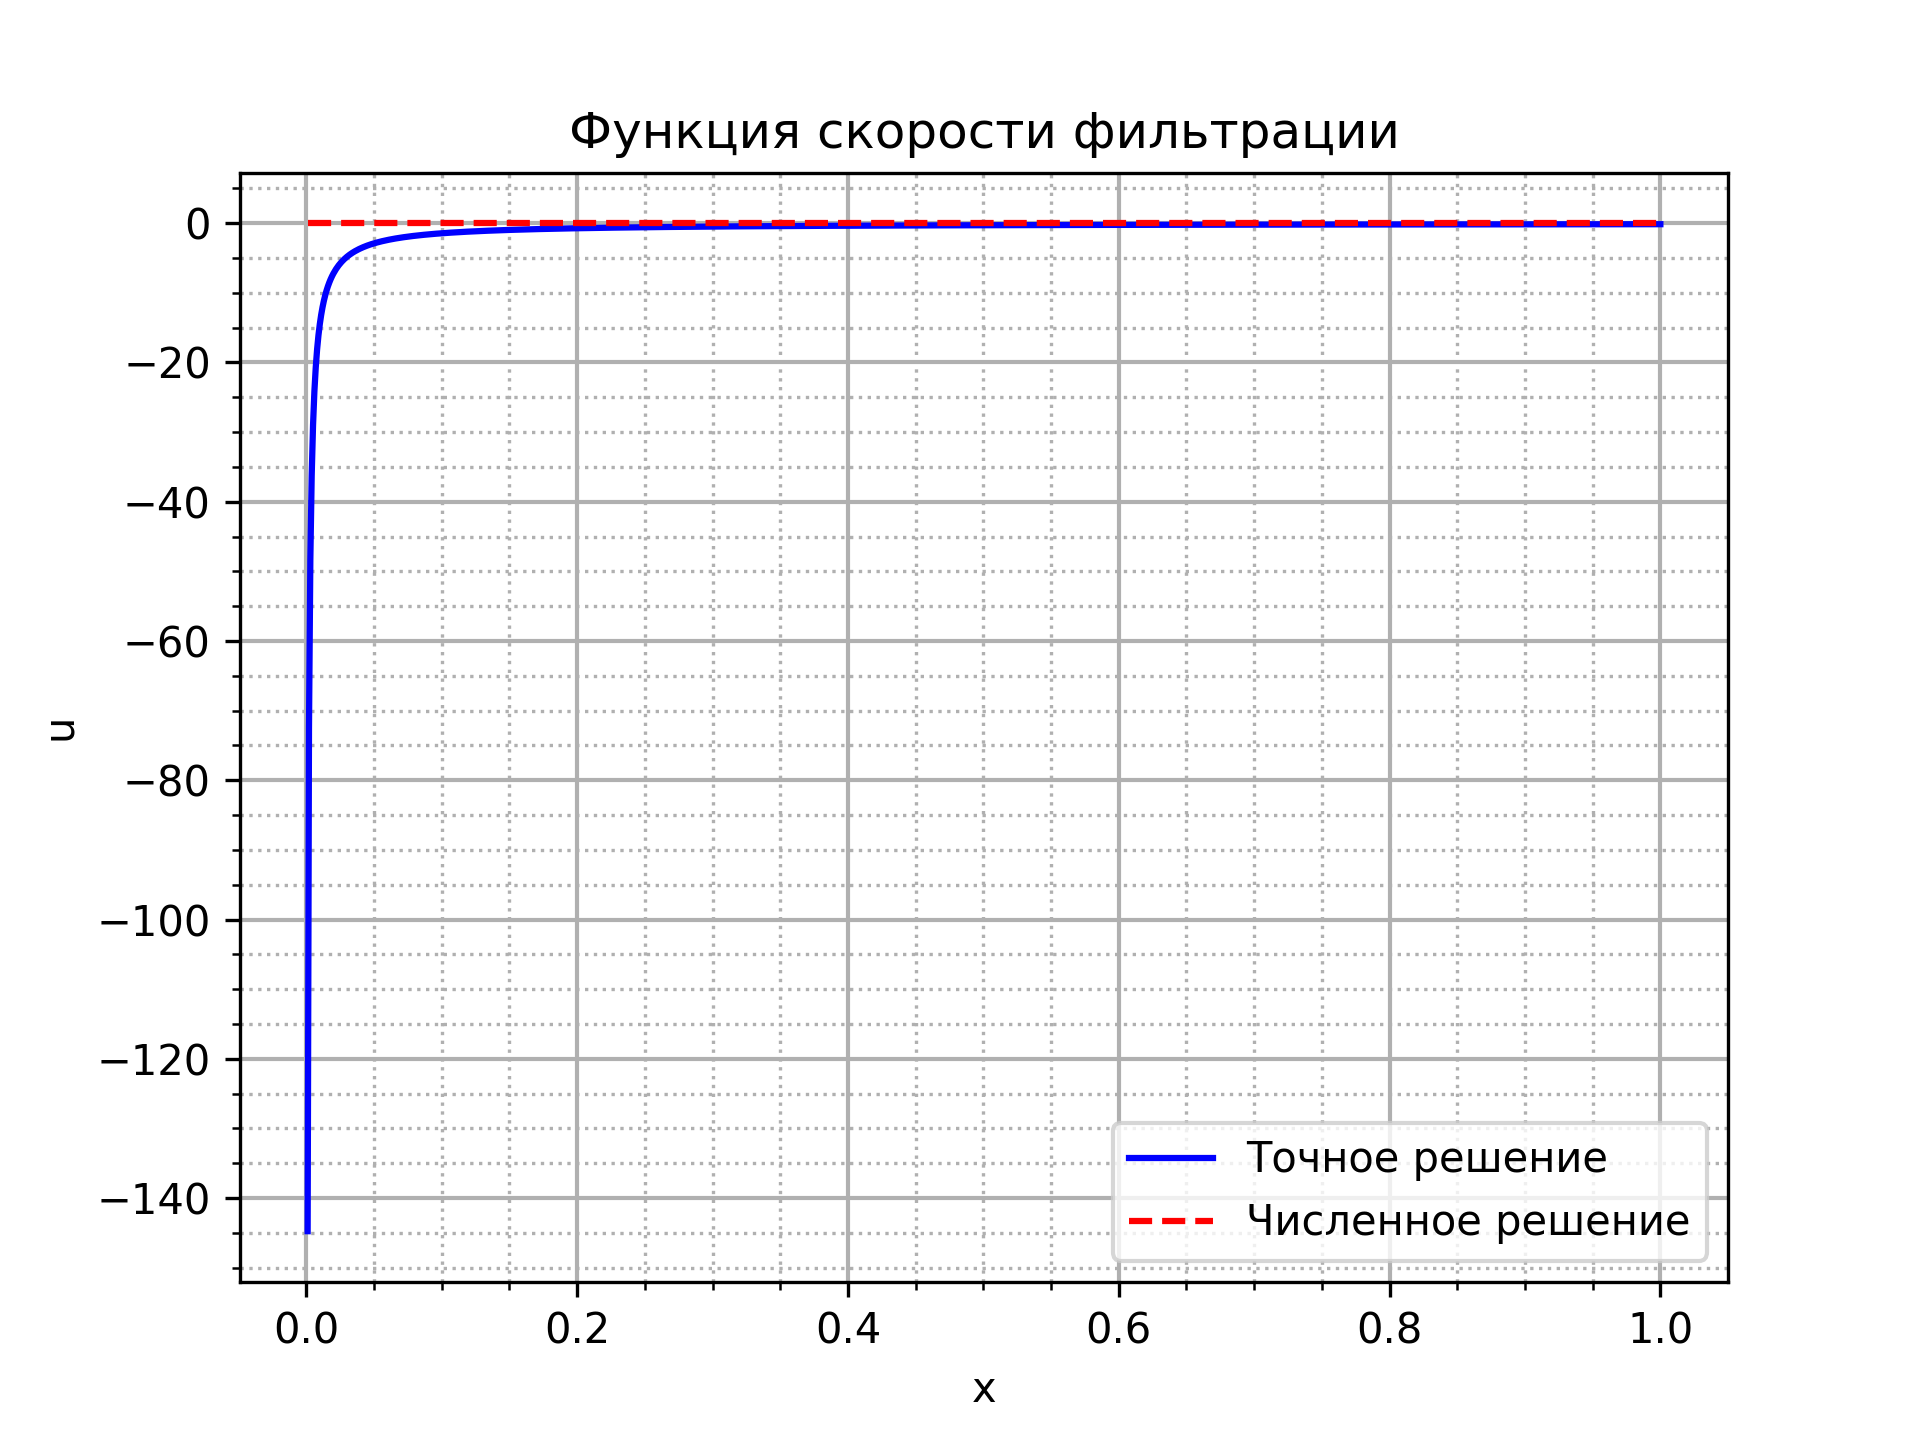 Функция скорости фильтрации
0
−20
−40
−60
−80
−100
−120
−140
u
Точное решение
Численное решение
0.0 0.2 0.4 0.6 0.8 1.0
x